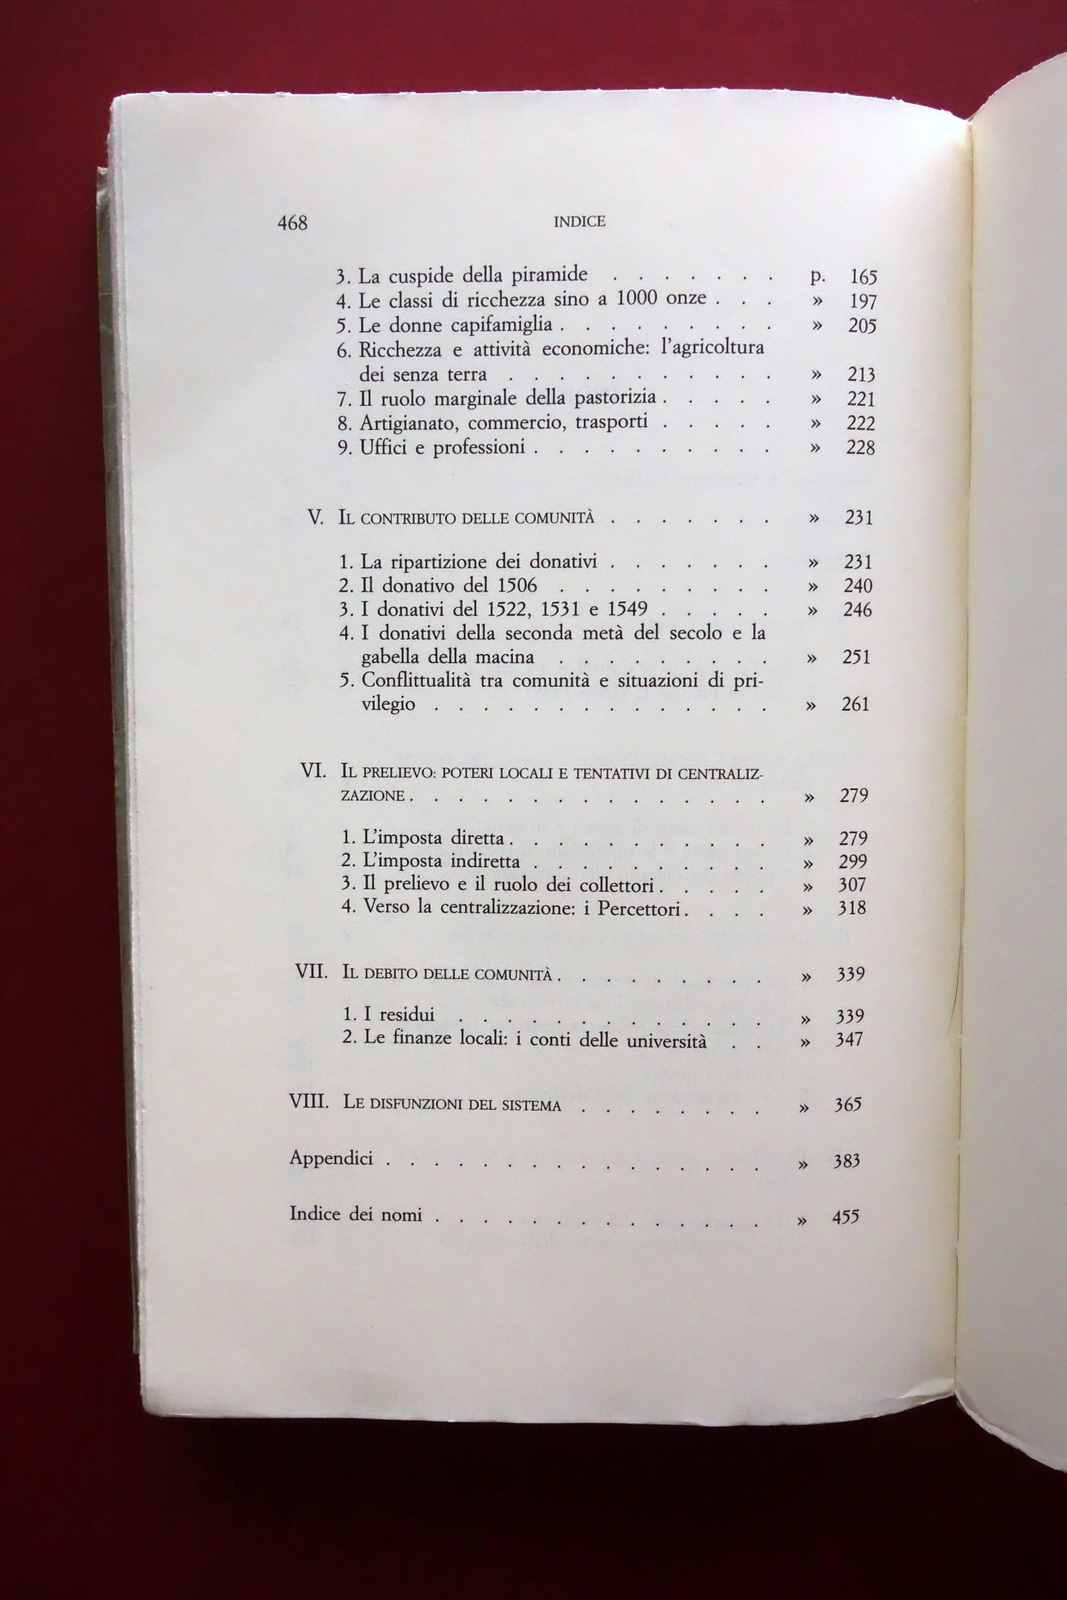 468 INDICE
3. La cuspide della piramide . . . . . . . p. 165
4. Le classi di ricchezza sino a 1000 onze . . . » 197
5. Le donne capifamiglia . . . . . . . . . » 205
6. Ricchezza e attività economiche: l'agricoltura
dei senza terra . . . . . . . . . . . » 213
7. Il ruolo marginale della pastorizia . . . . . » 221
8. Artigianato, commercio, trasporti . . . . . » 222
9. Uffici e professioni . . . . . . . . . . » 228
V. IL CONTRIBUTO DELLE COMUNITÀ . . . . . . . » 231
1. La ripartizione dei donativi . . . . . . . » 231
2. Il donativo del 1506 . . . . . . . . . » 240
3. I donativi del 1522, 1531 e 1549 . . . . . » 246
4. I donativi della seconda metà del secolo e la
gabella della macina . . . . . . . . . » 251
5. Conflittualità tra comunità e situazioni di pri-
vilegio . . . . . . . . . . . . . . » 261
VI. IL PRELIEVO: POTERI LOCALI E TENTATIVI DI CENTRALIZ-
ZAZIONE . . . . . . . . . . . . . . . » 279
1. L'imposta diretta . . . . . . . . . . . » 279
2. L'imposta indiretta . . . . . . . . . . » 299
3. Il prelievo e il ruolo dei collettori . . . . . » 307
4. Verso la centralizzazione: i Percettori . . . . » 318
VII. IL DEBITO DELLE COMUNITÀ . . . . . . . . . » 339
1. I residui . . . . . . . . . . . . . » 339
2. Le finanze locali: i conti delle università . . » 347
VIII. LE DISFUNZIONI DEL SISTEMA . . . . . . . . » 365
Appendici . . . . . . . . . . . . . . . . » 383
Indice dei nomi . . . . . . . . . . . . . . » 455